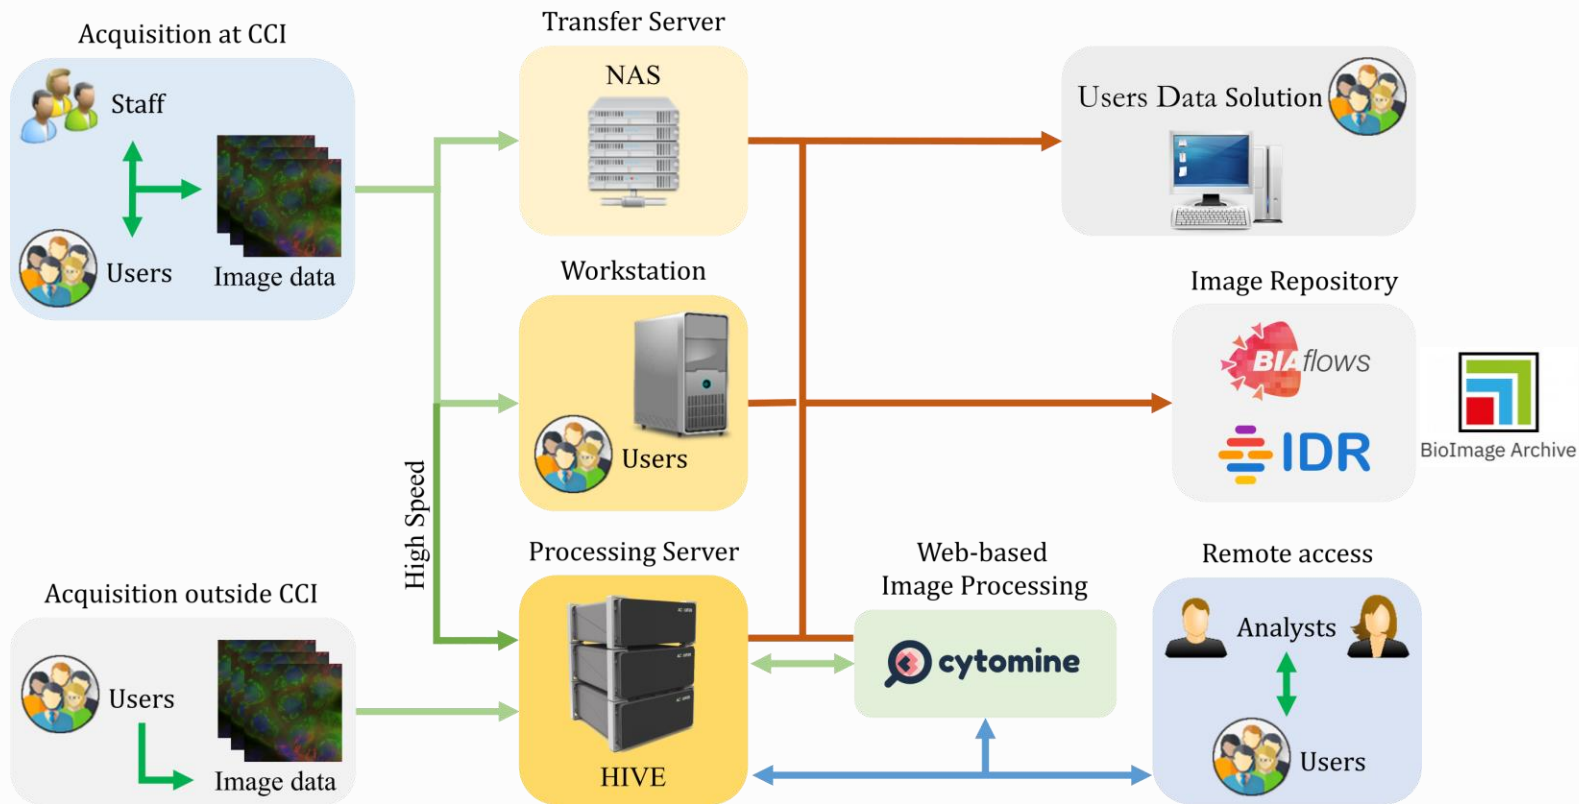 Acquisition at CCI
Staff
Users
Image data
Transfer Server
NAS
Users Data Solution
Workstation
Users
Image Repository
BIAflows
IDR
BioImage Archive
High Speed
Processing Server
HIVE
Web-based
Image Processing
cytomine
Remote access
Analysts
Users
Acquisition outside CCI
Users
Image data